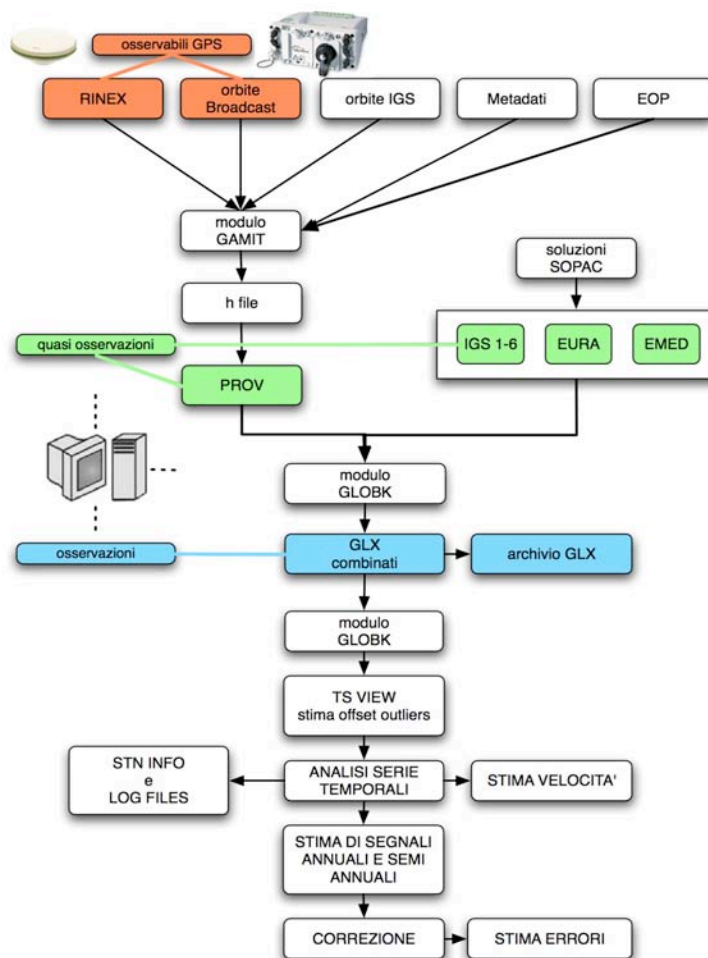 osservabili GPS
RINEX
orbite
Broadcast
orbite IGS
Metadati
EOP
modulo
GAMIT
soluzioni
SOPAC
h file
quasi osservazioni
IGS 1-6
EURA
EMED
PROV
modulo
GLOBK
osservazioni
GLX
combinati
archivio GLX
modulo
GLOBK
TS VIEW
stima offset outliers
STN INFO
e
LOG FILES
ANALISI SERIE
TEMPORALI
STIMA VELOCITA'
STIMA DI SEGNALI
ANNUALI E SEMI
ANNUALI
CORREZIONE
STIMA ERRORI